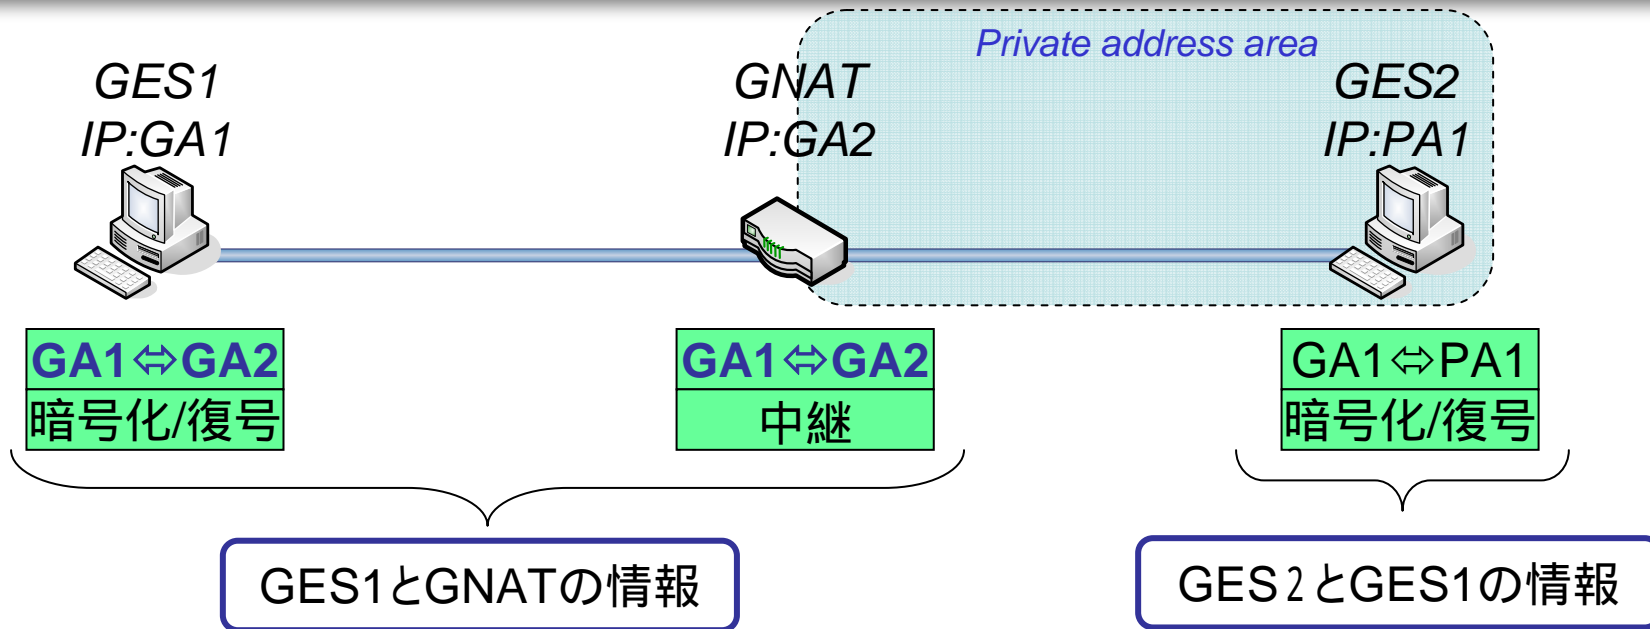 Private address area
GES1
IP:GA1
GNAT
IP:GA2
GES2
IP:PA1
GA1⇔GA2
暗号化/復号
GA1⇔GA2
中継
GA1⇔PA1
暗号化/復号
GES1とGNATの情報
GES2とGES1の情報